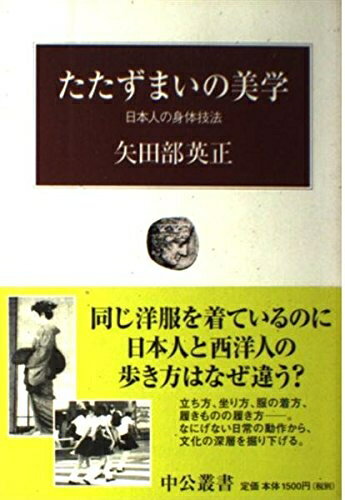 たたずまいの美学
日本人の身体技法
矢田部英正
同じ洋服を着ているのに
日本人と西洋人の
歩き方はなぜ違う?
立ち方、坐り方、服の着方、
履きものの履き方──。
なにげない日常の動作から、
文化の深層を掘り下げる。
中公叢書
定価 本体1500円(税別)